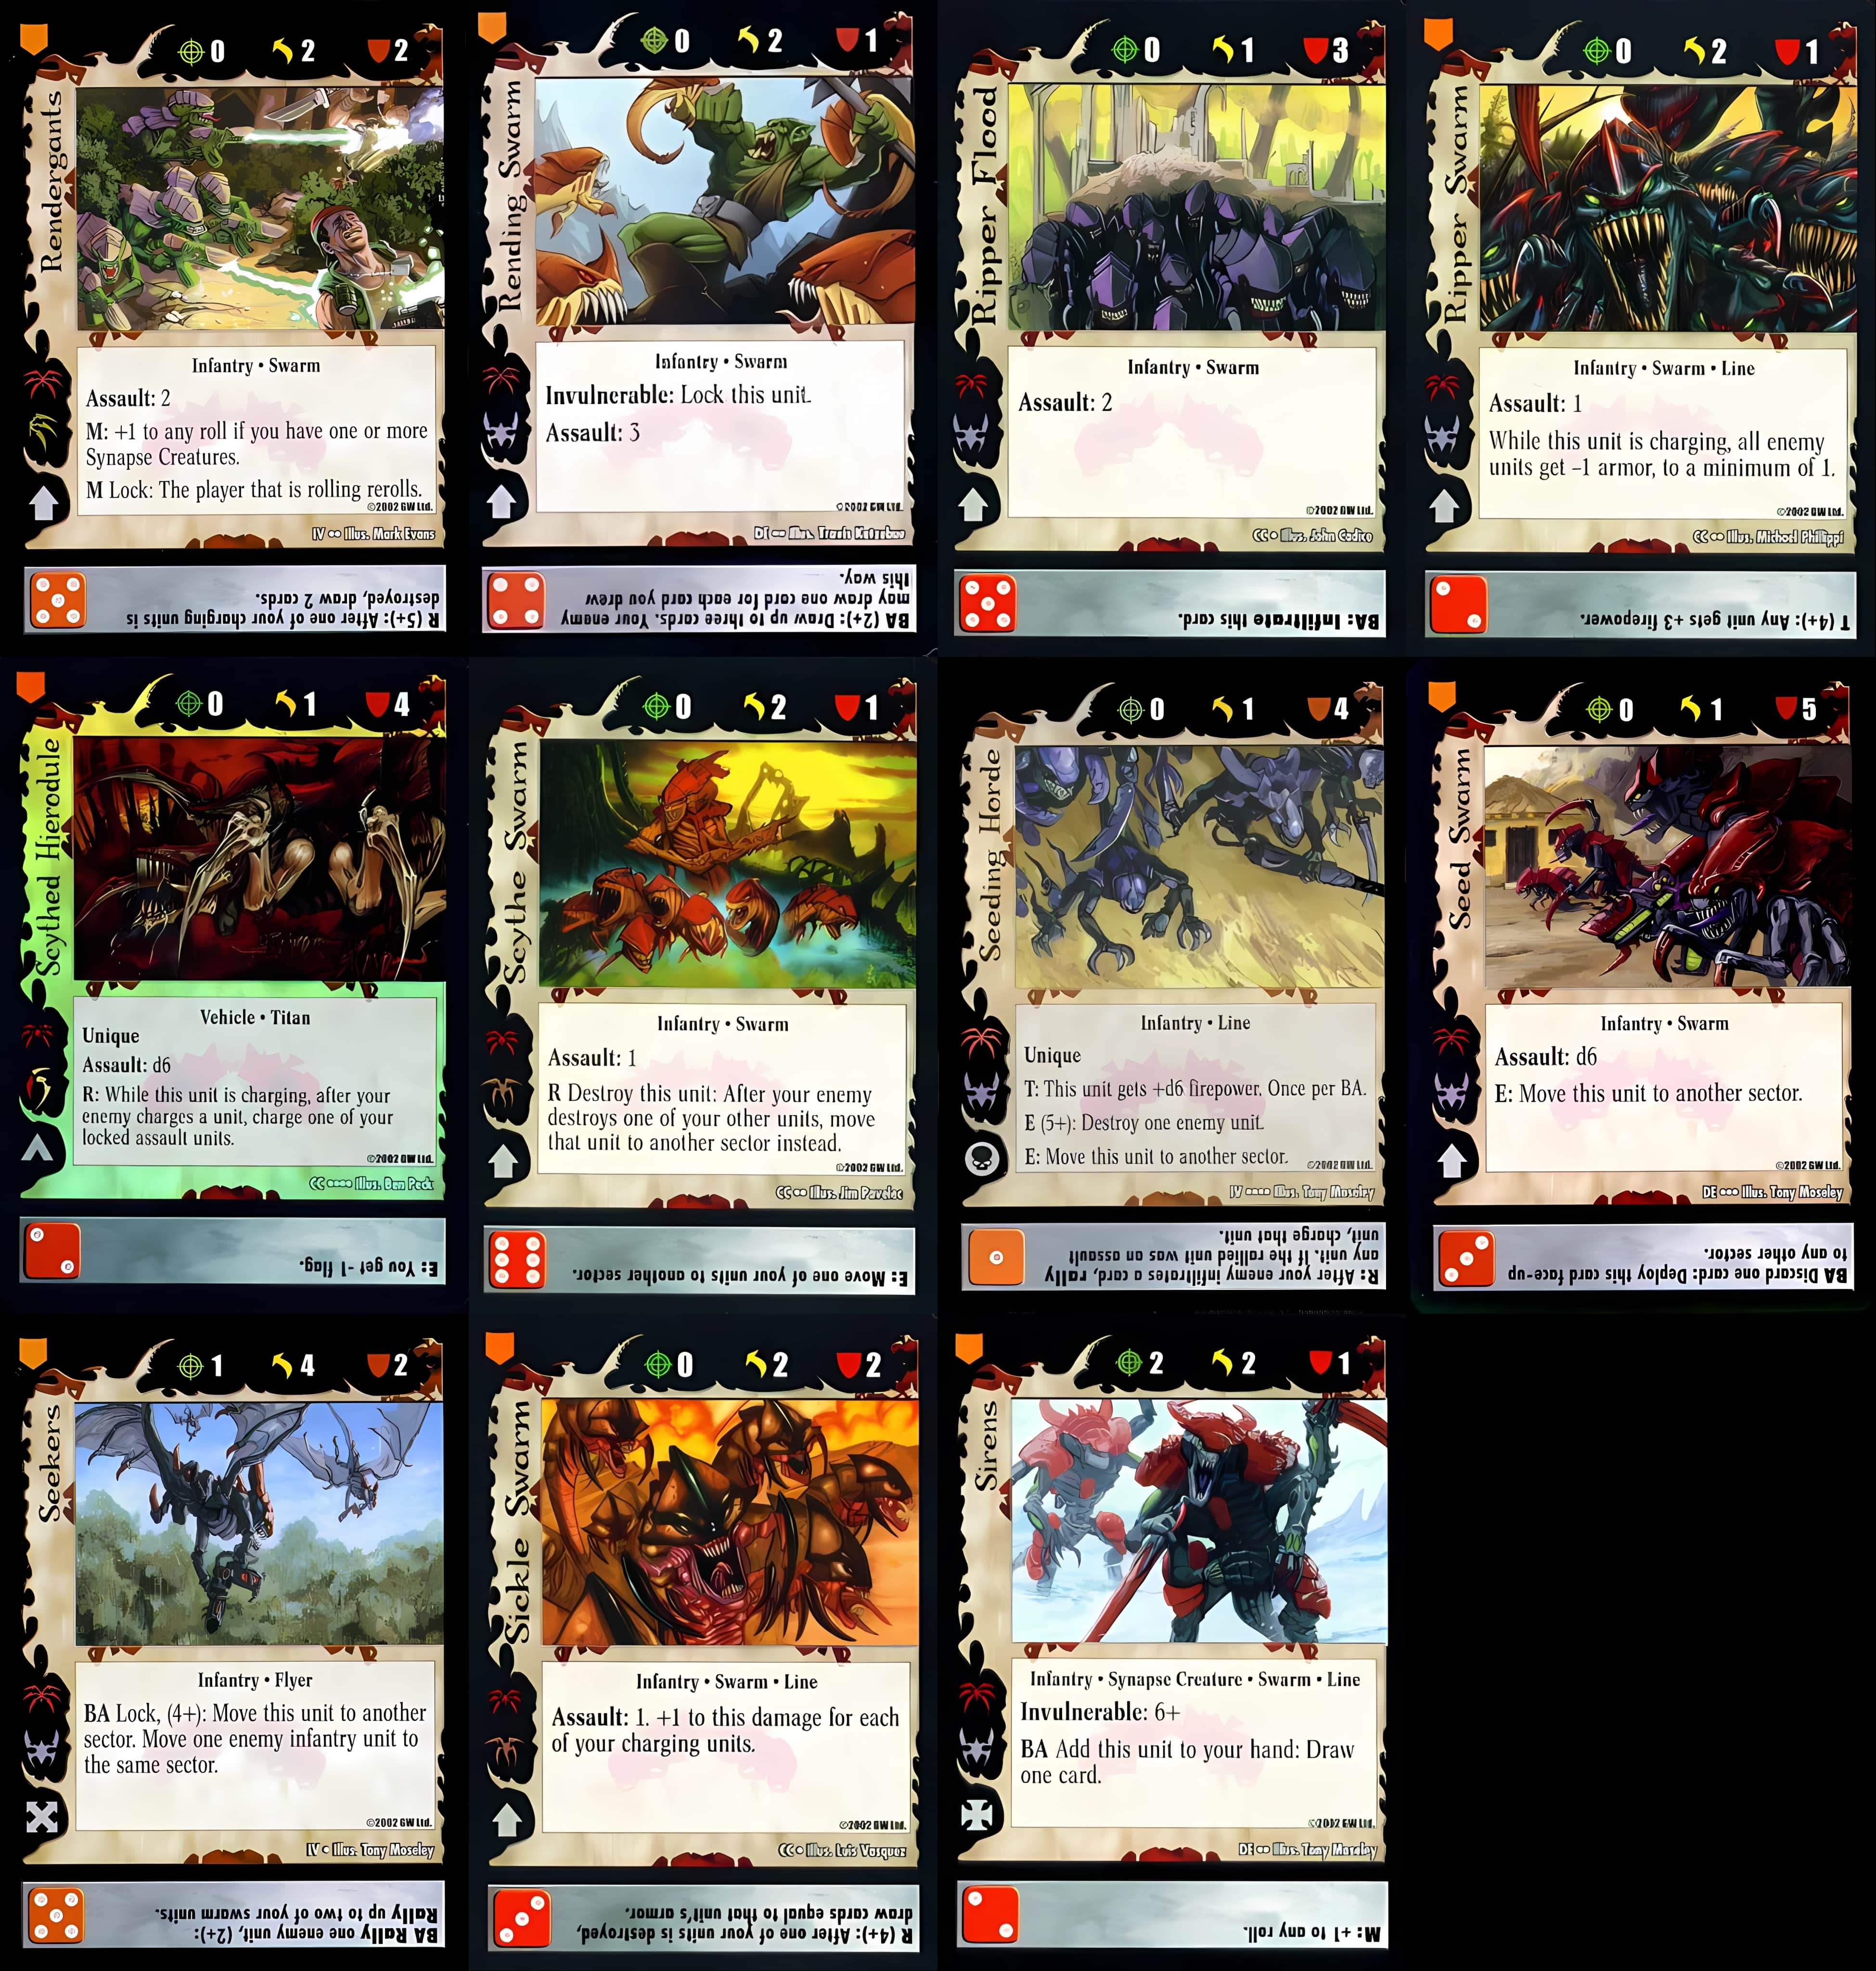 0 2 2
Rendergants
Infantry • Swarm
Assault: 2
M: +1 to any roll if you have one or more
Synapse Creatures.
M Lock: The player that is rolling rerolls.
©2002 GW Ltd.
IV •• Illus. Mark Evans
R (5+): After one of your charging units is
destroyed, draw 2 cards.
0 2 1
Rending Swarm
Infantry • Swarm
Invulnerable: Lock this unit.
Assault: 3
©2002 GW Ltd.
DE •• Illus. Travis
BA (2+): Draw up to three cards. Your enemy
may draw one card for each card you drew
this way.
0 1 3
Ripper Flood
Infantry • Swarm
Assault: 2
©2002 GW Ltd.
CC • Illus. John
BA: Infiltrate this card.
0 2 1
Ripper Swarm
Infantry • Swarm • Line
Assault: 1
While this unit is charging, all enemy
units get –1 armor, to a minimum of 1.
©2002 GW Ltd.
CC •• Illus. Michael Phillippi
T (4+): Any unit gets +3 firepower.
0 1 4
Scythed Hierodule
Vehicle • Titan
Unique
Assault: d6
R: While this unit is charging, after your
enemy charges a unit, charge one of your
locked assault units.
©2002 GW Ltd.
CC •••• Illus. Ben Peck
E: You get -1 flag.
0 2 1
Scythe Swarm
Infantry • Swarm
Assault: 1
R Destroy this unit: After your enemy
destroys one of your other units, move
that unit to another sector instead.
©2002 GW Ltd.
CC •• Illus. Jim Pavelec
E: Move one of your units to another sector.
0 1 4
Seeding Horde
Infantry • Line
Unique
T: This unit gets +d6 firepower. Once per BA.
E (5+): Destroy one enemy unit.
E: Move this unit to another sector.
©2002 GW Ltd.
IV •••• Illus. Tony Moseley
R: After your enemy infiltrates a card, rally
any unit. If the rallied unit was an assault
unit, charge that unit.
0 1 5
Seed Swarm
Infantry • Swarm
Assault: d6
E: Move this unit to another sector.
©2002 GW Ltd.
DE ••• Illus. Tony Moseley
BA Discard one card: Deploy this card face-up
to any other sector.
1 4 2
Seekers
Infantry • Flyer
BA Lock, (4+): Move this unit to another
sector. Move one enemy infantry unit to
the same sector.
©2002 GW Ltd.
IV • Illus. Tony Moseley
BA Rally one enemy unit, (2+):
Rally up to two of your swarm units.
0 2 2
Sickle Swarm
Infantry • Swarm • Line
Assault: 1. +1 to this damage for each
of your charging units.
©2002 GW Ltd.
CC • Illus. Luis Vasquez
R (4+): After one of your units is destroyed,
draw cards equal to that unit's armor.
2 2 1
Sirens
Infantry • Synapse Creature • Swarm • Line
Invulnerable: 6+
BA Add this unit to your hand: Draw
one card.
©2002 GW Ltd.
DE •• Illus. Tony Moseley
M: +1 to any roll.